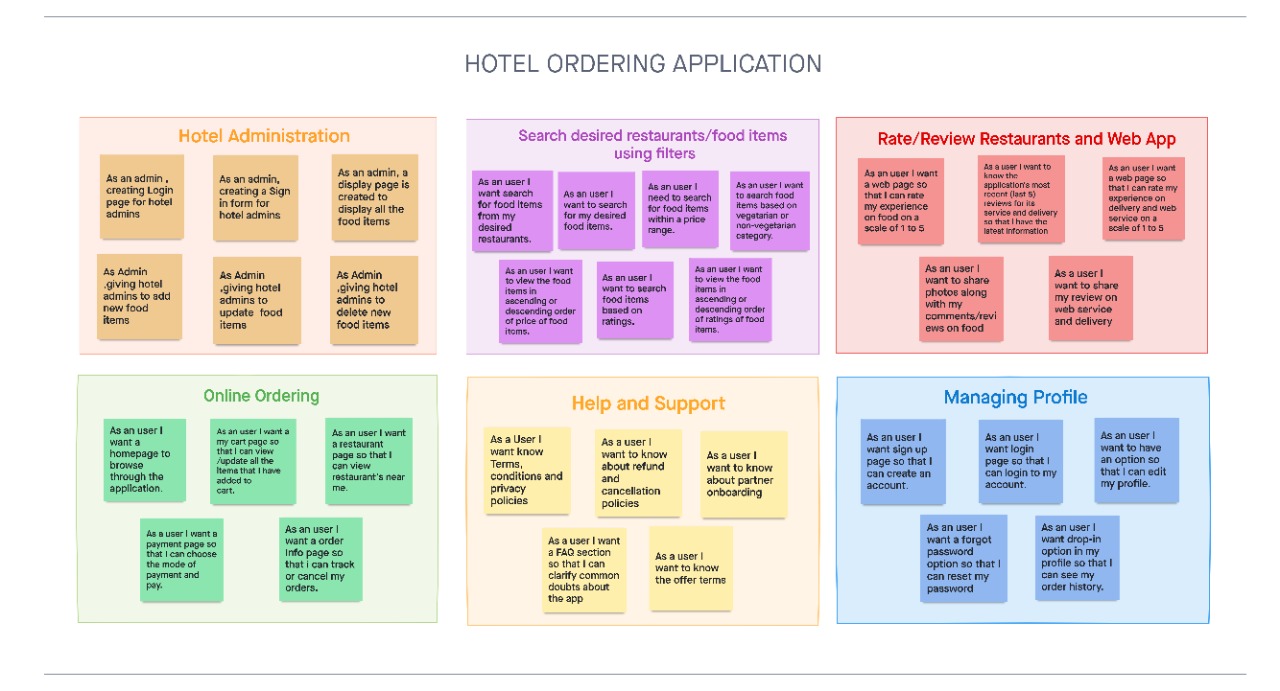 HOTEL ORDERING APPLICATION
Hotel Administration
As an admin ,
creating Login
page for hotel
admins
As an admin,
creating a Sign
in form for
hotel admins
As an admin, a
display page is
created to
display all the
food items
As Admin
,giving hotel
admins to add
new food
items
As Admin
,giving hotel
admins to
update food
items
As Admin
,giving hotel
admins to
delete new
food items
Search desired restaurants/food items
using filters
As an user I
want search
for food items
from my
desired
restaurants.
As an user I
want to search
for my desired
food items.
As an user I
need to search
for food items
within a price
range.
As an user I want
to search food
items based on
vegetarian or
non-vegetarian
category.
As an user I want
to view the food
items in
ascending or
descending order
of price of food
items.
As an user I
want to search
food items
based on
ratings.
As an user I want
to view the food
items in
ascending or
descending order
of ratings of food
items.
Rate/Review Restaurants and Web App
As an user I want
a web page so
that I can rate
my experience
on food on a
scale of 1 to 5
As a user I want to
know the
application's most
recent (last 5)
reviews for its
service and delivery
so that I have the
latest information
As an user I want
a web page so
that I can rate my
experience on
delivery and web
service on a
scale of 1 to 5
As an user I
want to share
photos along
with my
comments/revi
ews on food
As a user I
want to share
my review on
web service
and delivery
Online Ordering
As an user I
want a
homepage to
browse
through the
application.
As an user I want a
my cart page so
that I can view
/update all the
items that I have
added to
cart.
As an user I want
a restaurant
page so that I
can view
restaurant's near
me.
As a user I want a
payment page so
that I can choose
the mode of
payment and
pay.
As an user I
want a order
Info page so
that i can track
or cancel my
orders.
Help and Support
As a User I
want know
Terms,
conditions and
privacy
policies
As a user I
want to know
about refund
and
cancellation
policies
As a user I
want to know
about partner
onboarding
As a user I want
a FAQ section
so that I can
clarify common
doubts about
the app
As a user I
want to know
the offer terms
Managing Profile
As an user I
want sign up
page so that I
can create an
account.
As an user I
want login
page so that I
can login to my
account.
As an user I
want to have
an option so
that I can edit
my profile.
As an user I
want a forgot
password
option so that I
can reset my
password
As an user I
want drop-in
option in my
profile so that I
can see my
order history.